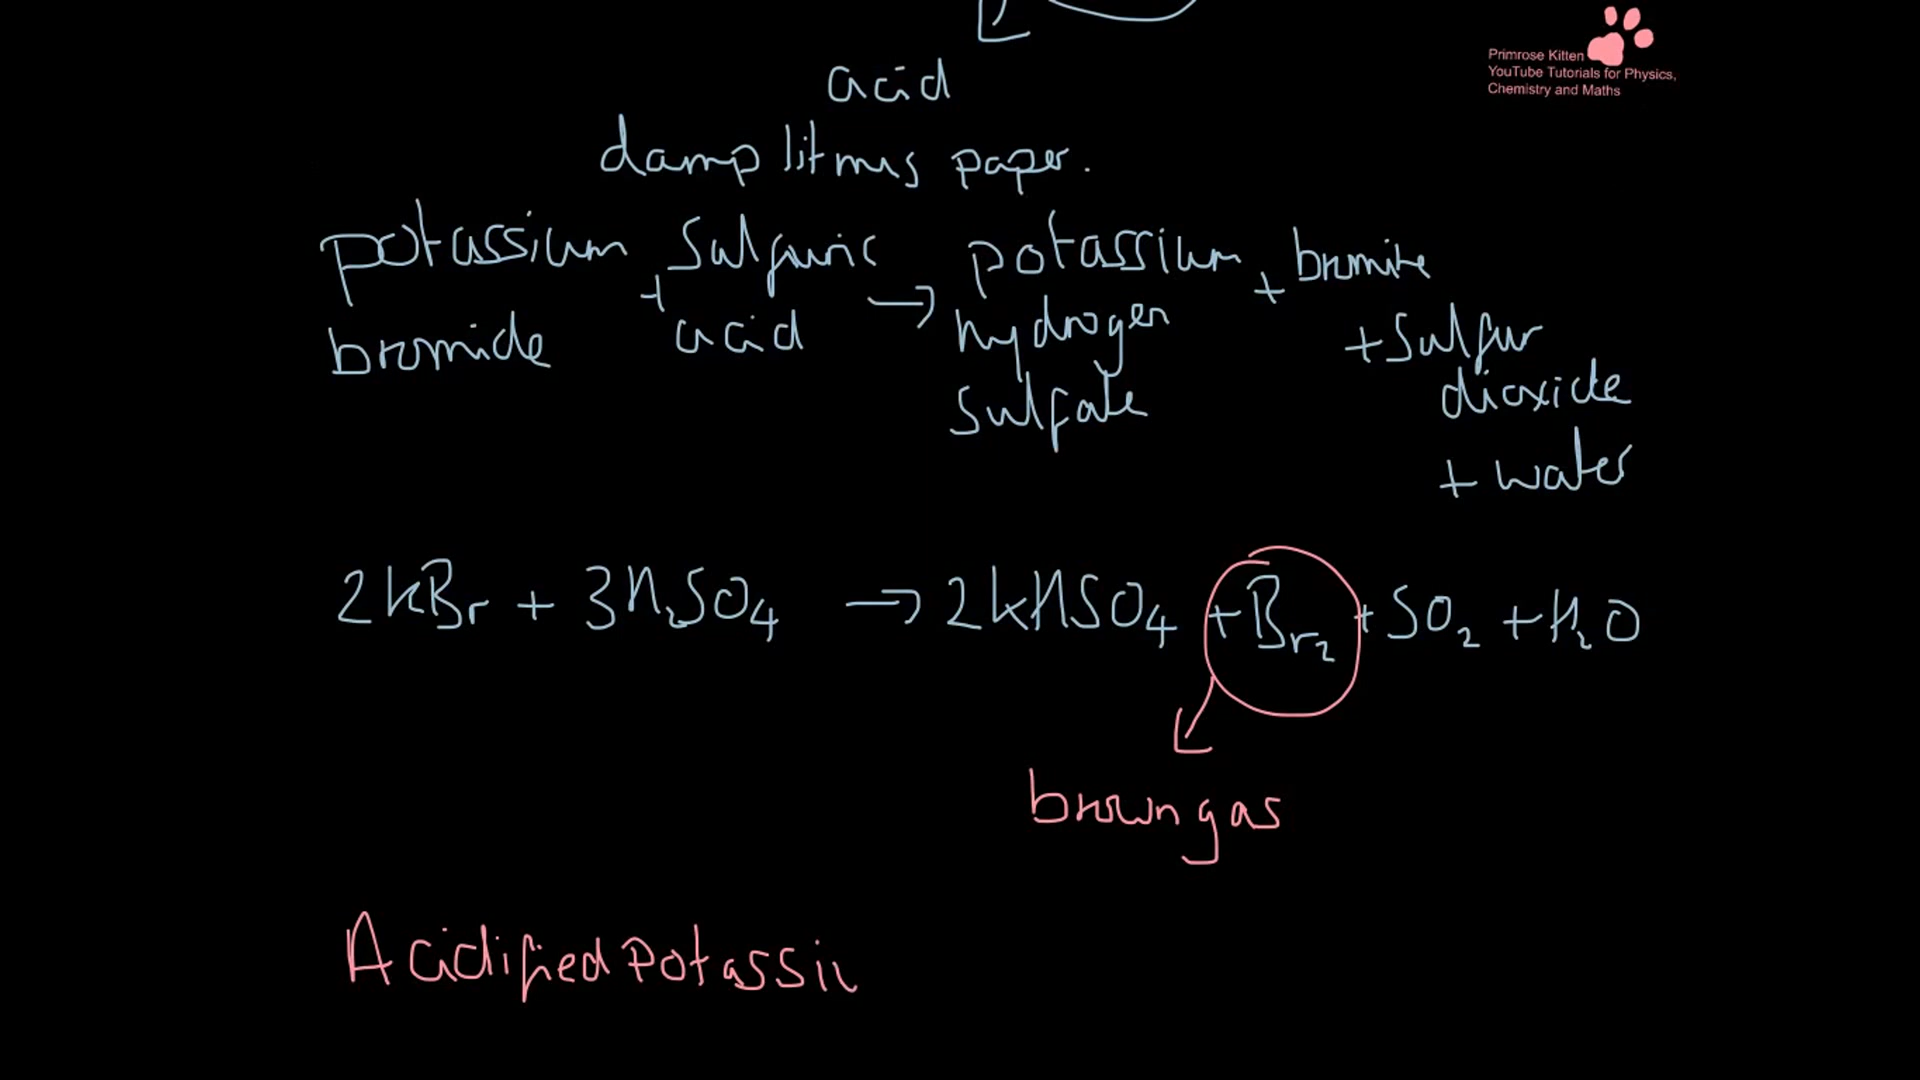 Primrose Kitten
YouTube Tutorials for Physics,
Chemistry and Maths
acid
damp litmus paper.
potassium bromide + sulfuric acid → potassium hydrogen sulfate + bromine + sulfur dioxide + water
2KBr + 3H₂SO₄ → 2KHSO₄ + Br₂ + SO₂ + H₂O
brown gas
Acidified Potassiu